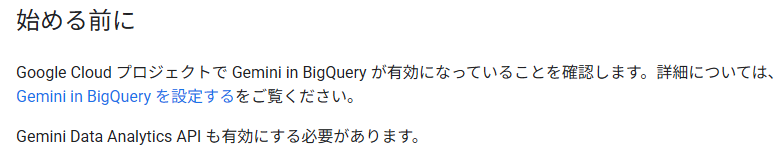 始める前に
Google Cloud プロジェクトで Gemini in BigQuery が有効になっていることを確認します。詳細については、
Gemini in BigQuery を設定するをご覧ください。
Gemini Data Analytics API も有効にする必要があります。